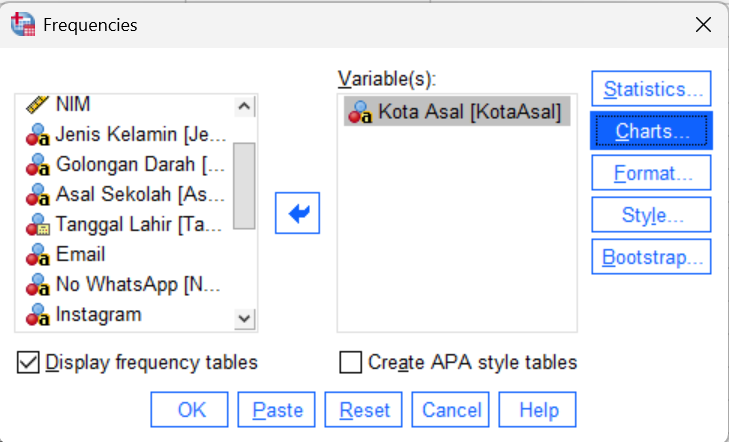 Frequencies
Variable(s):
NIM
Jenis Kelamin [Je...
Golongan Darah [...
Asal Sekolah [As...
Tanggal Lahir [Ta...
Email
No WhatsApp [N...
Instagram
Kota Asal [KotaAsal]
Statistics...
Charts...
Format...
Style...
Bootstrap...
Display frequency tables
Create APA style tables
OK
Paste
Reset
Cancel
Help